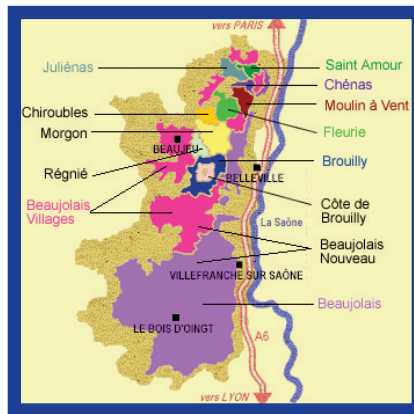 vers PARIS
Juliénas
Saint Amour
Chénas
Moulin à Vent
Chiroubles
Fleurie
Morgon
BEAUJEU
Brouilly
Régnié
BELLEVILLE
Côte de
Brouilly
Beaujolais
Villages
La Saône
Beaujolais
Nouveau
VILLEFRANCHE SUR SAÔNE
Beaujolais
LE BOIS D'OINGT
A6
vers LYON